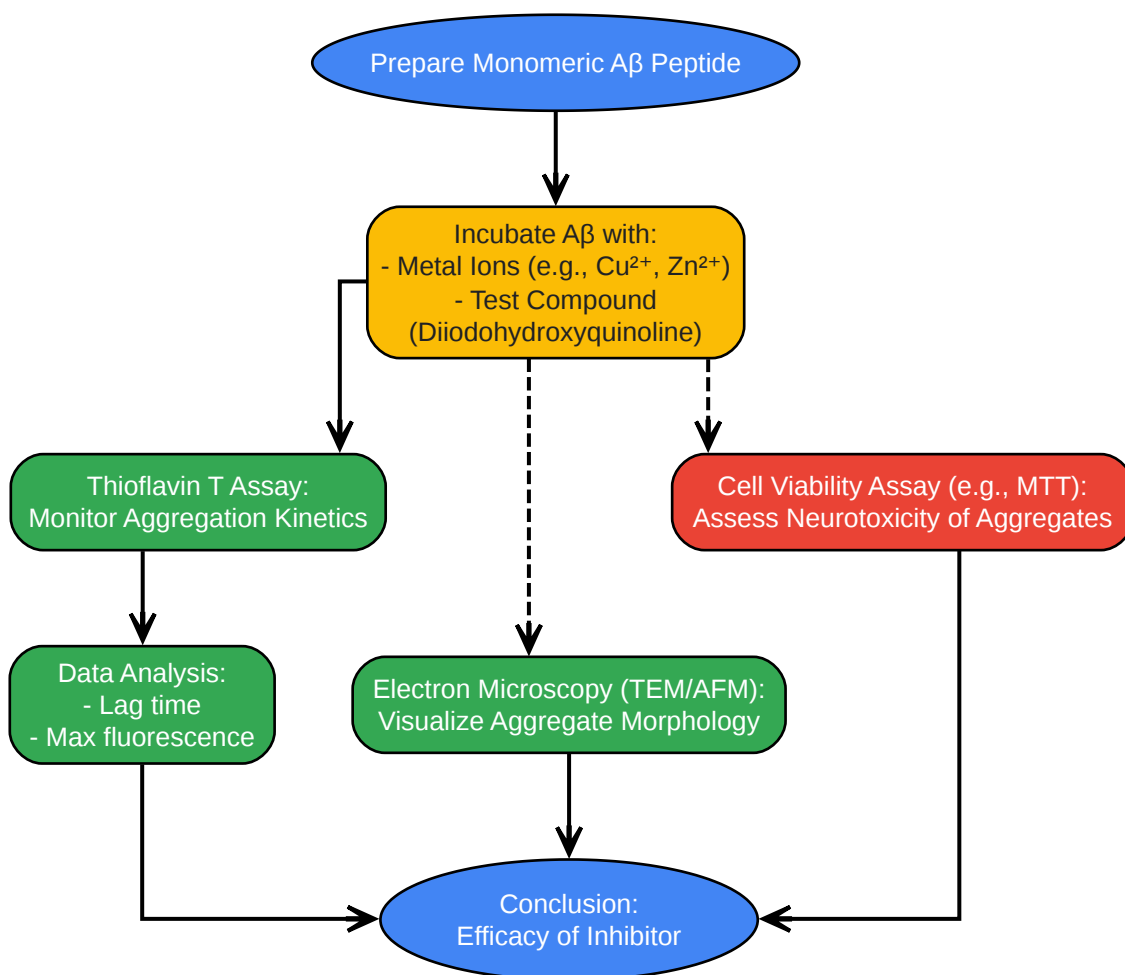 Prepare Monomeric Aβ Peptide
Incubate Aβ with:
- Metal Ions (e.g., Cu²⁺, Zn²⁺)
- Test Compound
(Diiodohydroxyquinoline)
Thioflavin T Assay:
Monitor Aggregation Kinetics
Cell Viability Assay (e.g., MTT):
Assess Neurotoxicity of Aggregates
Data Analysis:
- Lag time
- Max fluorescence
Electron Microscopy (TEM/AFM):
Visualize Aggregate Morphology
Conclusion:
Efficacy of Inhibitor